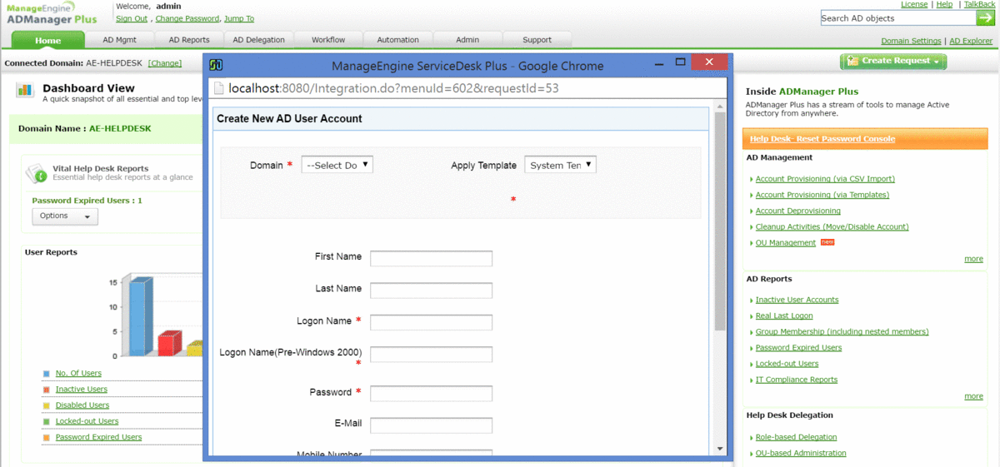 ManageEngine
ADManager Plus
Welcome, admin
Sign Out , Change Password, Jump To
License | Help | TalkBack
Search AD objects
Home AD Mgmt AD Reports AD Delegation Workflow Automation Admin Support
Domain Settings | AD Explorer
Connected Domain: AE-HELPDESK [Change]
Create Request
Dashboard View
A quick snapshot of all essential and top leve
Domain Name : AE-HELPDESK
Vital Help Desk Reports
Essential help desk reports at a glance
Password Expired Users : 1
Options
User Reports
15
10
5
0
No. Of Users
Inactive Users
Disabled Users
Locked-out Users
Password Expired Users
ManageEngine ServiceDesk Plus - Google Chrome
localhost:8080/Integration.do?menuId=602&requestId=53
Create New AD User Account
Domain * --Select Do Apply Template System Ten
*
First Name
Last Name
Logon Name *
Logon Name(Pre-Windows 2000)
*
Password *
E-Mail
Mobile Number
Inside ADManager Plus
ADManager Plus has a stream of tools to manage Active
Directory from anywhere.
Help Desk- Reset Password Console
AD Management
Account Provisioning (via CSV Import)
Account Provisioning (via Templates)
Account Deprovisioning
Cleanup Activities (Move/Disable Account)
OU Management new
more
AD Reports
Inactive User Accounts
Real Last Logon
Group Membership (including nested members)
Password Expired Users
Locked-out Users
IT Compliance Reports
more
Help Desk Delegation
Role-based Delegation
OU-based Administration